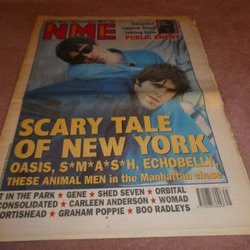 NME
PUBLIC ENEMY
SCARY TALE
OF NEW YORK
OASIS, S*M*A*S*H, ECHOBELLY,
THESE ANIMAL MEN in the Manhattan chase
IN THE PARK * GENE * SHED SEVEN * ORBITAL
CONSOLIDATED * CARLEEN ANDERSON * WOMAD
PORTISHEAD * GRAHAM POPPIE * BOO RADLEYS